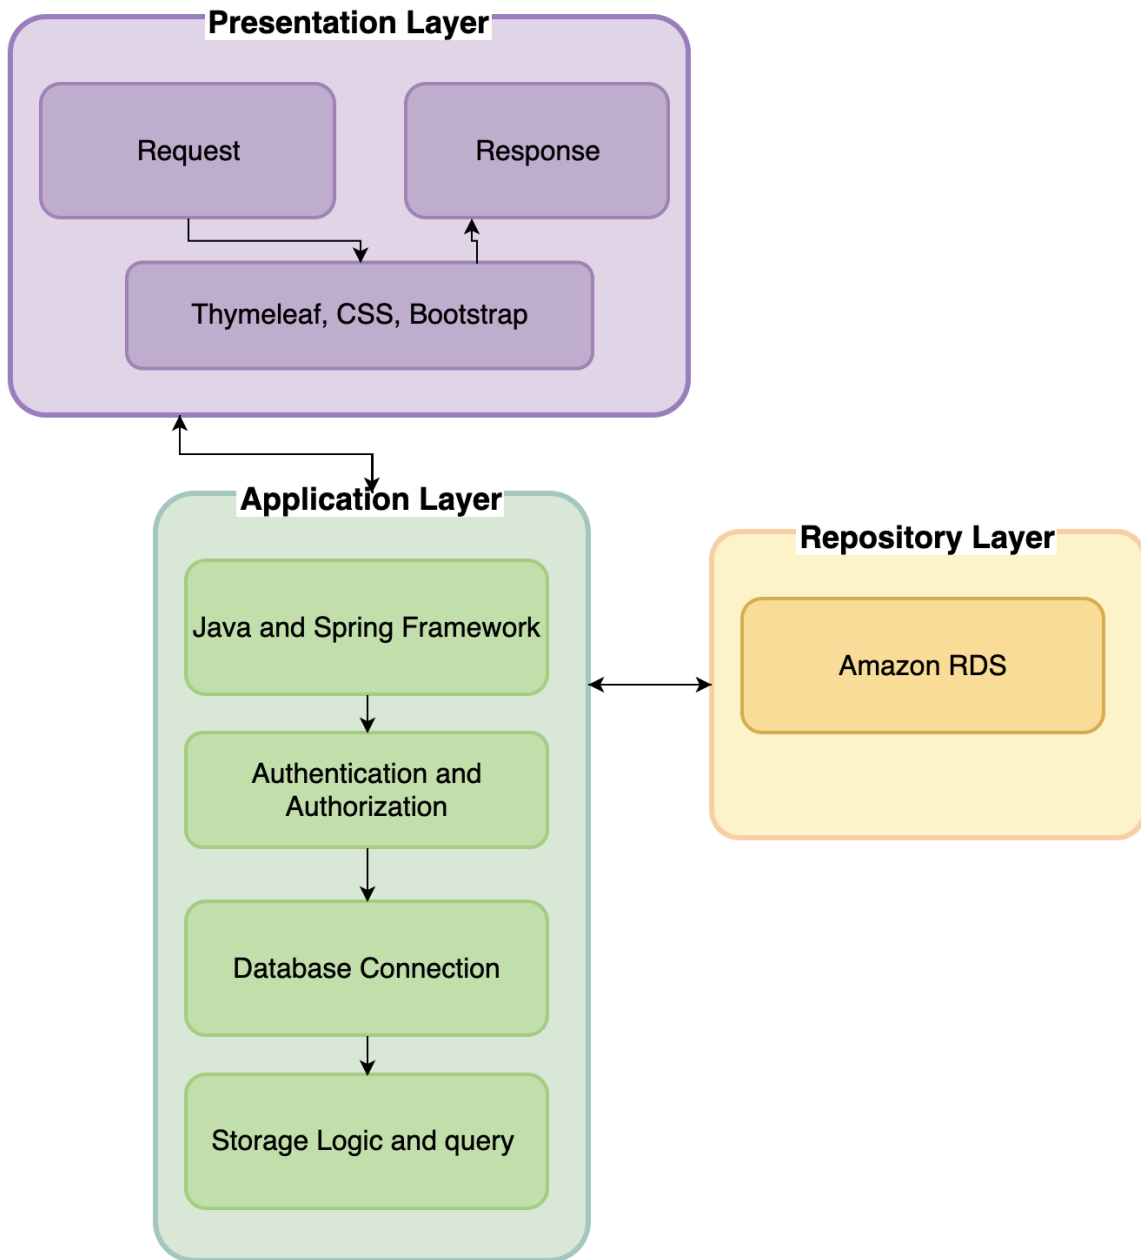 Presentation Layer
Request
Response
Thymeleaf, CSS, Bootstrap
Application Layer
Java and Spring Framework
Authentication and
Authorization
Database Connection
Storage Logic and query
Repository Layer
Amazon RDS